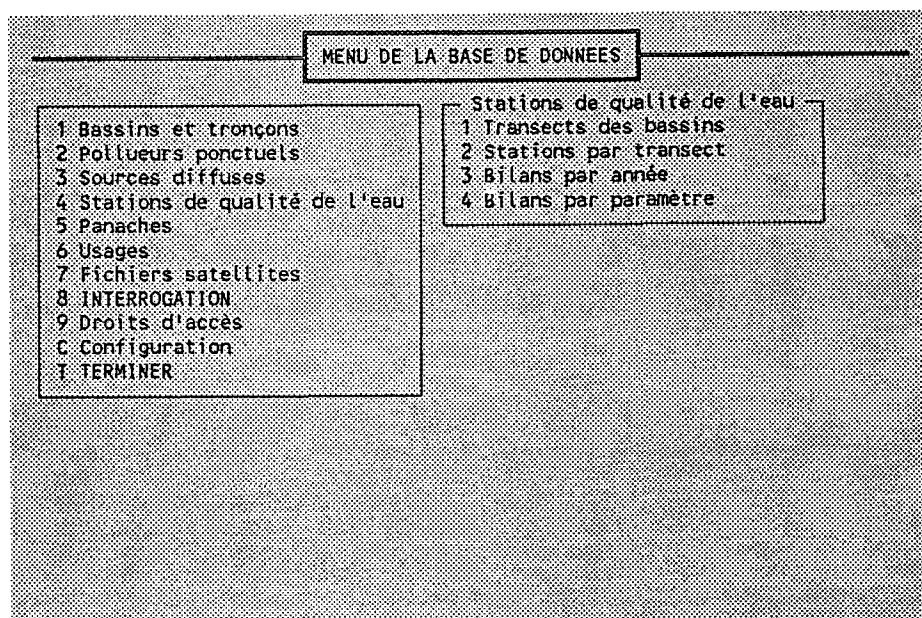 MENU DE LA BASE DE DONNEES
1 Bassins et tronçons
2 Pollueurs ponctuels
3 Sources diffuses
4 Stations de qualité de l'eau
5 Panaches
6 Usages
7 Fichiers satellites
8 INTERROGATION
9 Droits d'accès
C Configuration
T TERMINER
Stations de qualité de l'eau
1 Transects des bassins
2 Stations par transect
3 Bilans par année
4 Bilans par paramètre